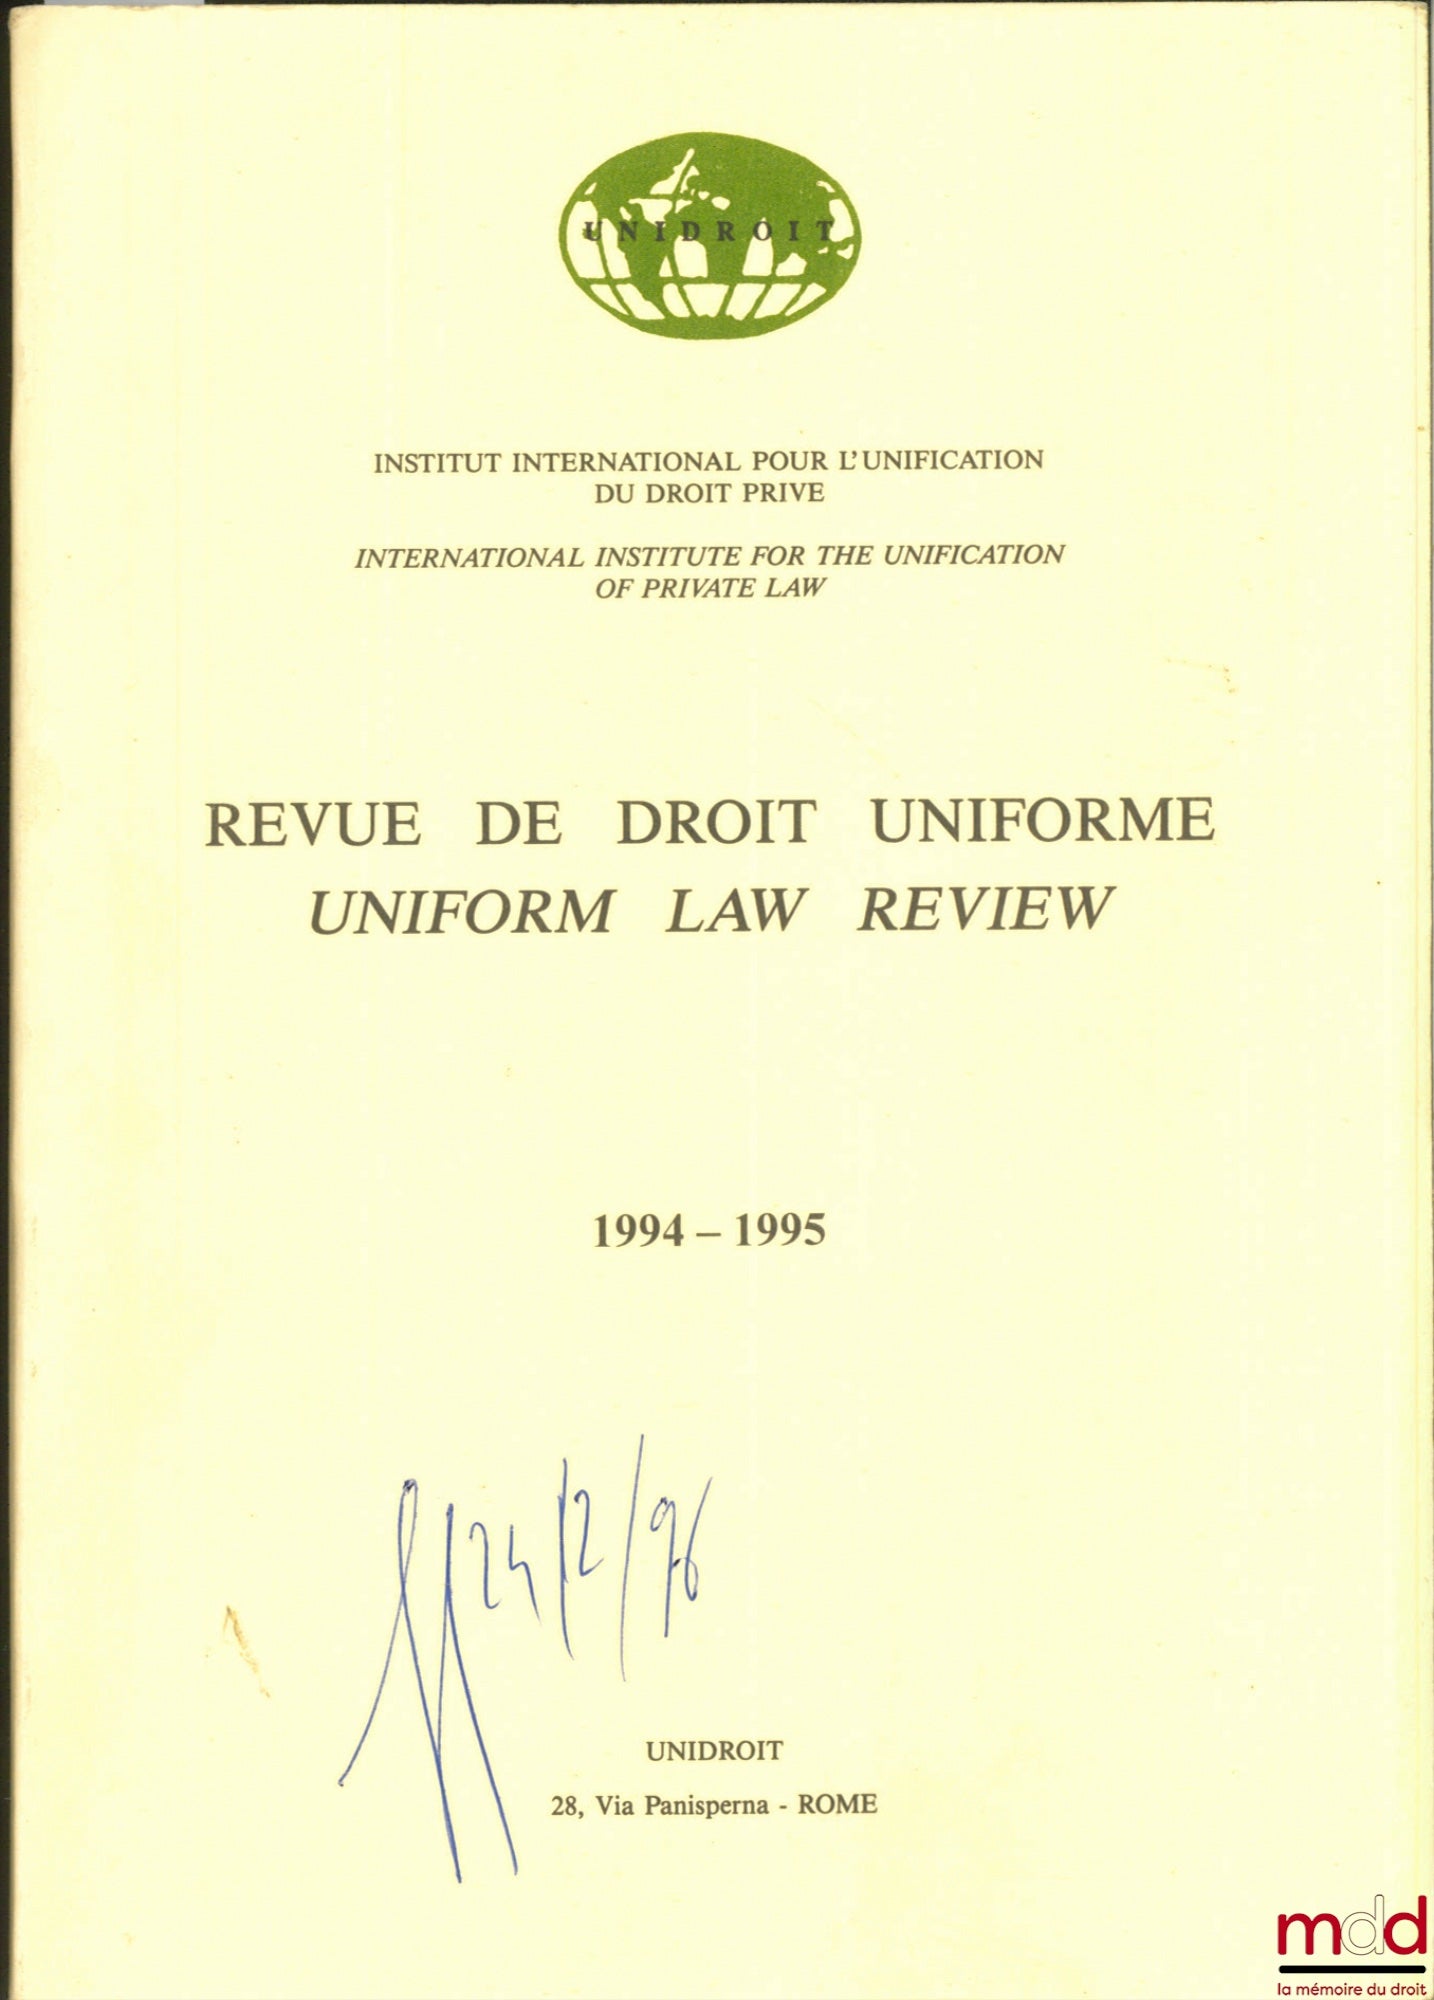 UNIDROIT
INSTITUT INTERNATIONAL POUR L'UNIFICATION
DU DROIT PRIVE
INTERNATIONAL INSTITUTE FOR THE UNIFICATION
OF PRIVATE LAW
REVUE DE DROIT UNIFORME
UNIFORM LAW REVIEW
1994 – 1995
24/2/96
UNIDROIT
28, Via Panisperna - ROME
mdd
la mémoire du droit